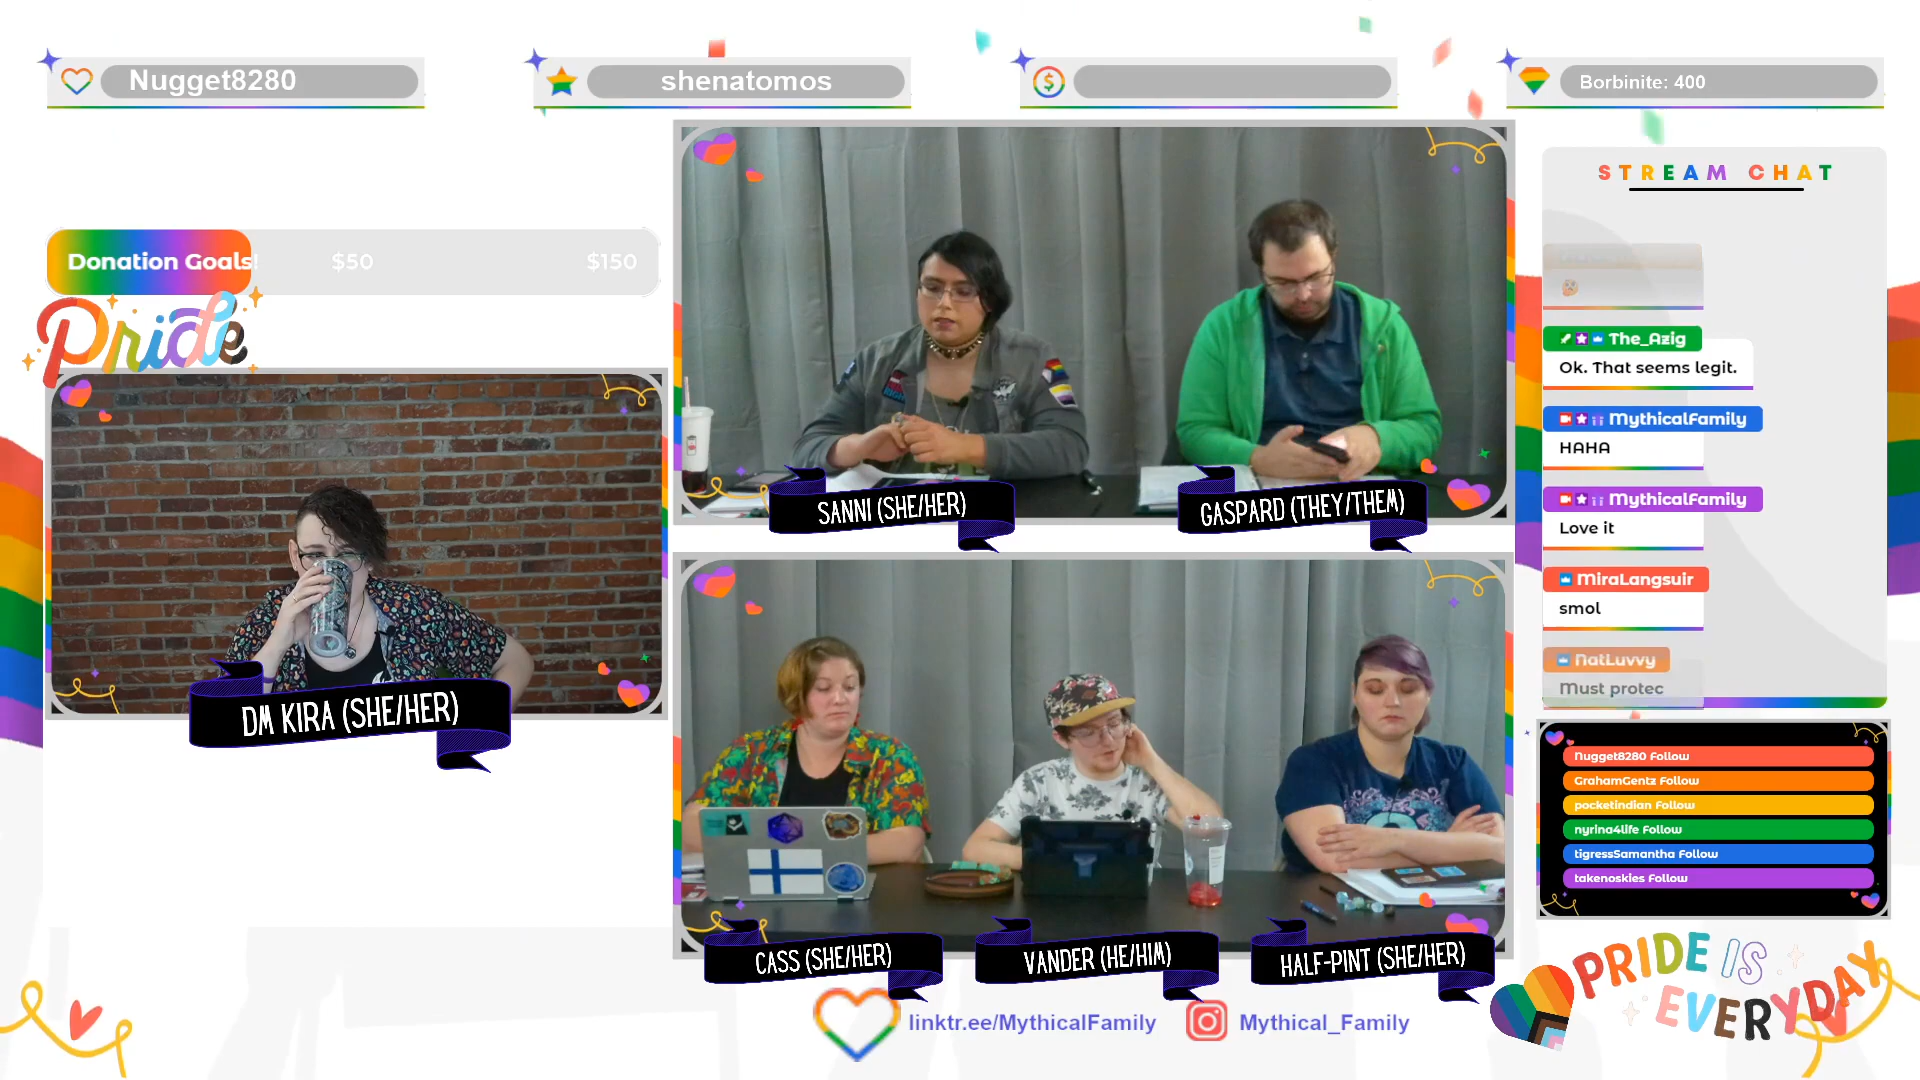 Nugget8280
shenatomos
Borbinite: 400
STREAM CHAT
Donation Goals!
$50
$150
Pride
The_Azig
Ok. That seems legit.
MythicalFamily
HAHA
MythicalFamily
Love it
MiraLangsuir
smol
NatLuvvy
Must protec
SANNI (SHE/HER)
GASPARD (THEY/THEM)
DM KIRA (SHE/HER)
Nugget8280 Follow
GrahamGentz Follow
pocketindian Follow
nyrina4life Follow
tigressSamantha Follow
takenoskies Follow
CASS (SHE/HER)
VANDER (HE/HIM)
HALF-PINT (SHE/HER)
PRIDE IS
EVERYDAY
linktr.ee/MythicalFamily
Mythical_Family